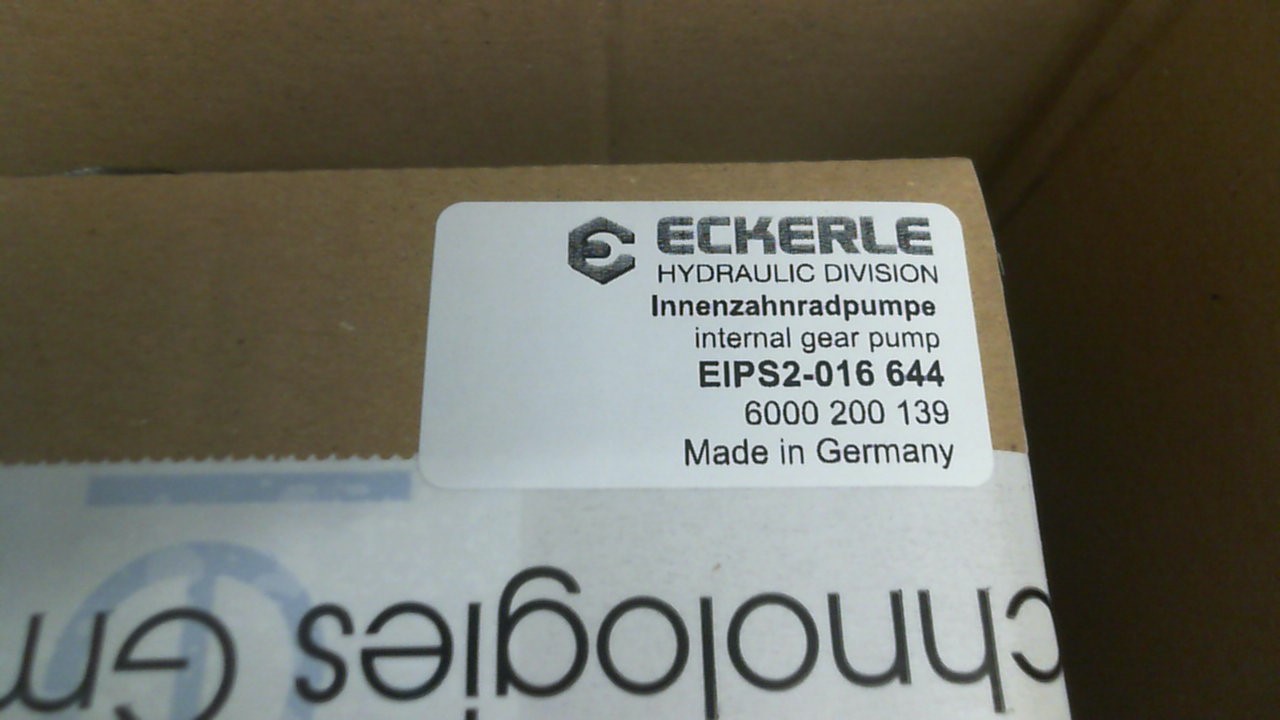 ECKERLE
HYDRAULIC DIVISION
Innenzahnradpumpe
internal gear pump
EIPS2-016 644
6000 200 139
Made in Germany
chnologies Gm